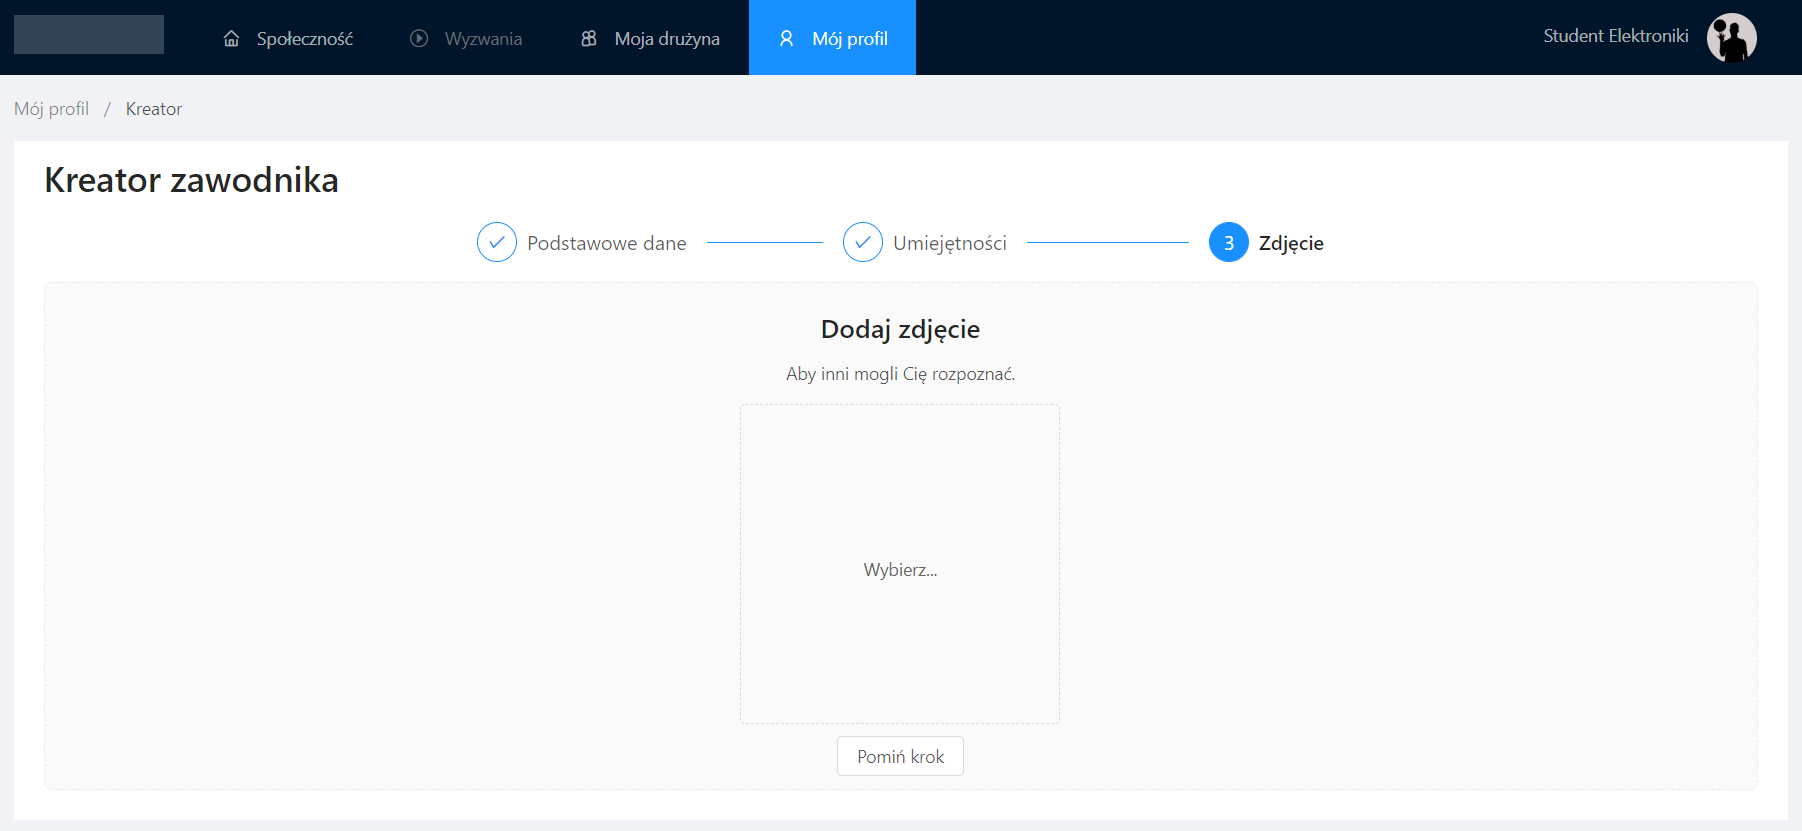 Społeczność
Wyzwania
Moja drużyna
Mój profil
Student Elektroniki
Mój profil / Kreator
Kreator zawodnika
Podstawowe dane
Umiejętności
3 Zdjęcie
Dodaj zdjęcie
Aby inni mogli Cię rozpoznać.
Wybierz...
Pomiń krok